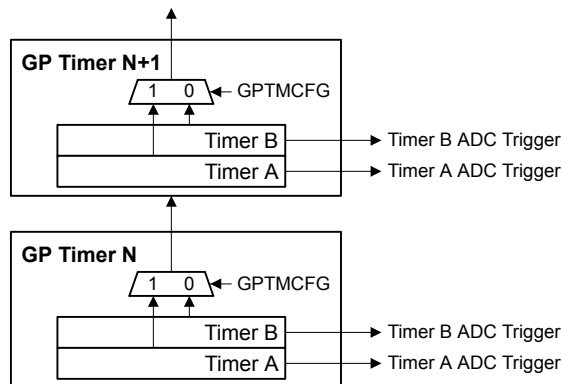 GP Timer N+1
1 0 GPTMCFG
Timer B Timer B ADC Trigger
Timer A Timer A ADC Trigger
GP Timer N
1 0 GPTMCFG
Timer B Timer B ADC Trigger
Timer A Timer A ADC Trigger